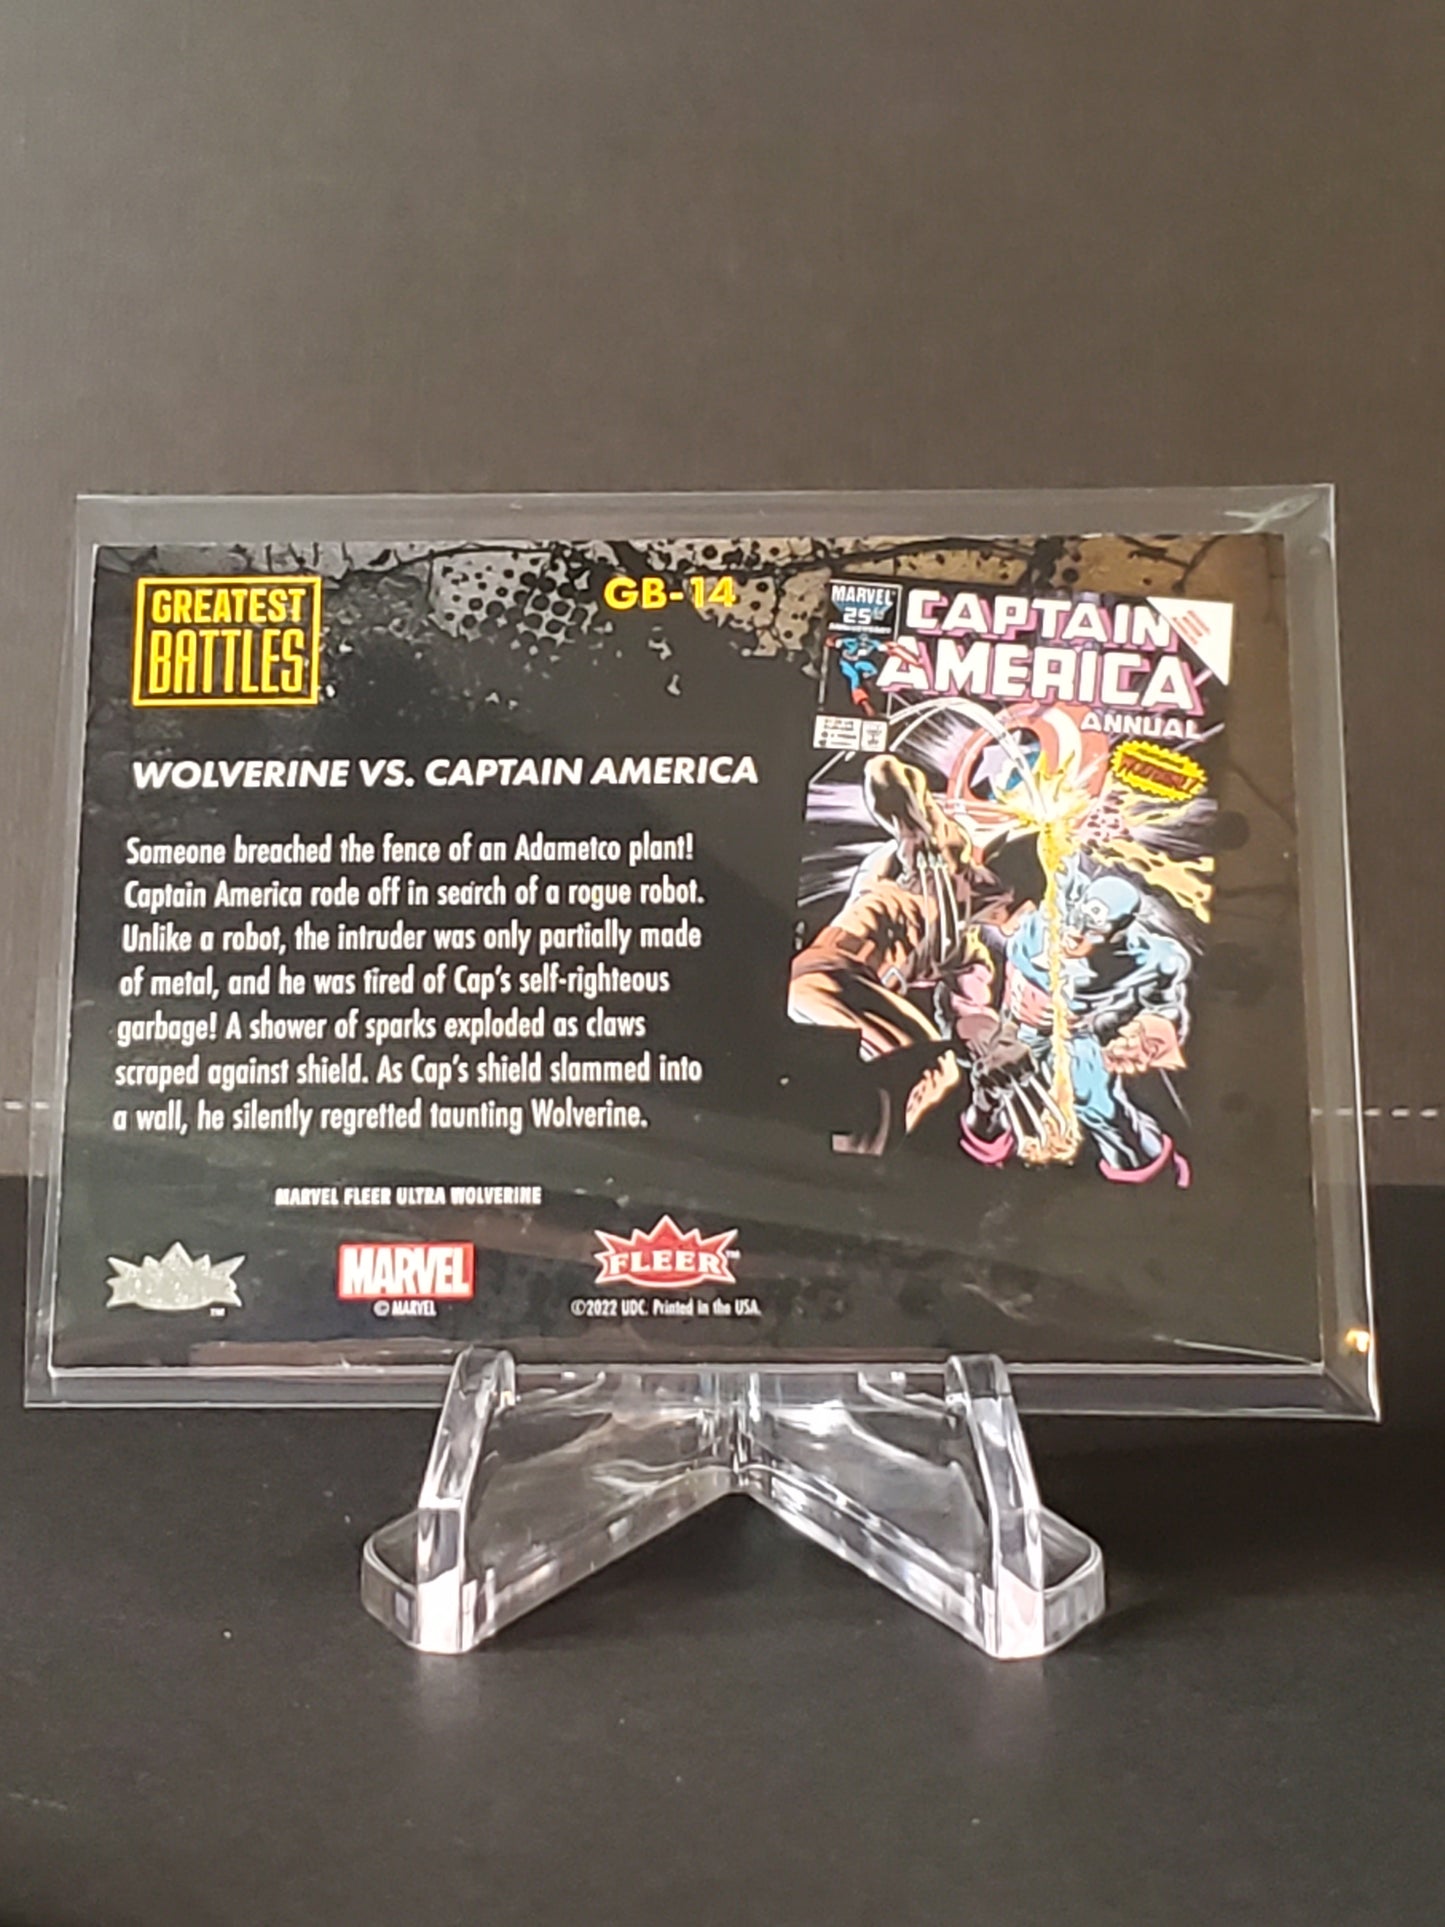 GREATEST
BATTLES
GB-14
MARVEL
25th
ANNIVERSARY
CAPTAIN
AMERICA
ANNUAL
WOLVERINE VS. CAPTAIN AMERICA
Someone breached the fence of an Adametco plant!
Captain America rode off in search of a rogue robot.
Unlike a robot, the intruder was only partially made
of metal, and he was tired of Cap's self-righteous
garbage! A shower of sparks exploded as claws
scraped against shield. As Cap's shield slammed into
a wall, he silently regretted taunting Wolverine.
MARVEL FLEER ULTRA WOLVERINE
TM
MARVEL
© MARVEL
FLEER™
©2022 UDC. Printed in the USA.